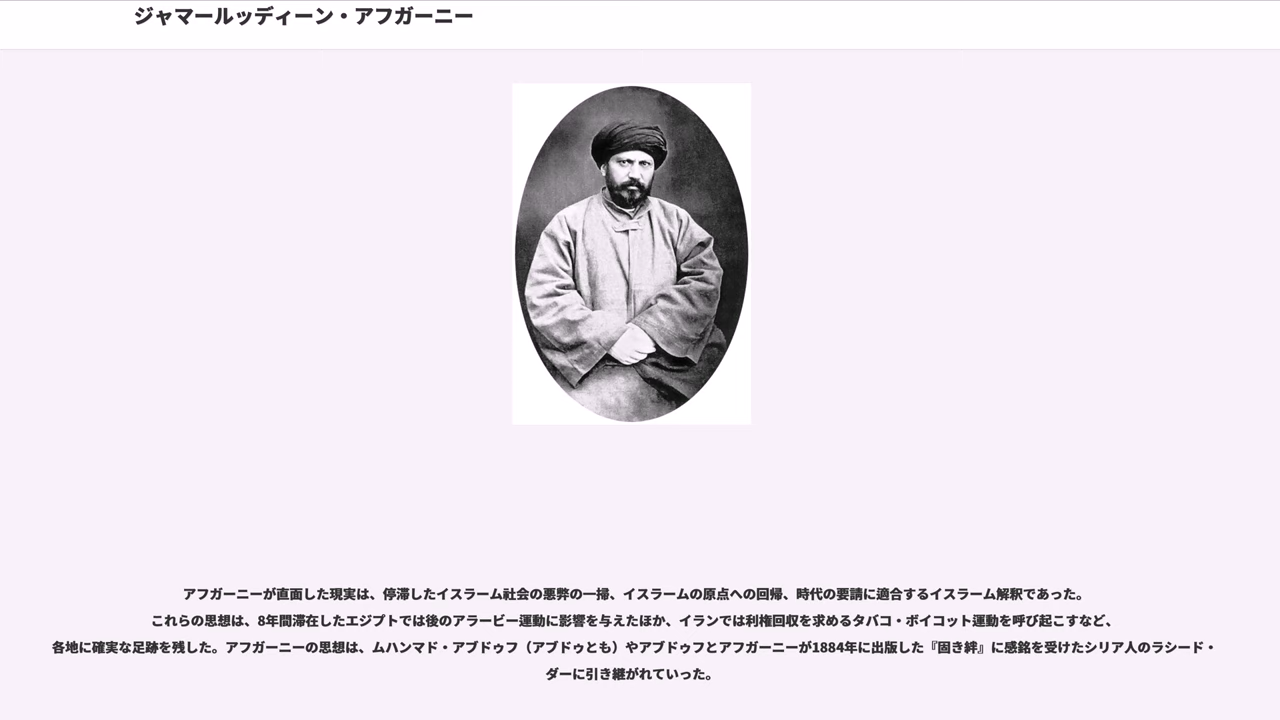 ジャマールッディーン・アフガーニー
アフガーニーが直面した現実は、停滞したイスラーム社会の悪弊の一掃、イスラームの原点への回帰、時代の要請に適合するイスラーム解釈であった。
これらの思想は、8年間滞在したエジプトでは後のアラービー運動に影響を与えたほか、イランでは利権回収を求めるタバコ・ボイコット運動を呼び起こすなど、
各地に確実な足跡を残した。アフガーニーの思想は、ムハンマド・アブドゥフ（アブドゥとも）やアブドゥフとアフガーニーが1884年に出版した『固き絆』に感銘を受けたシリア人のラシード・
ダーに引き継がれていった。